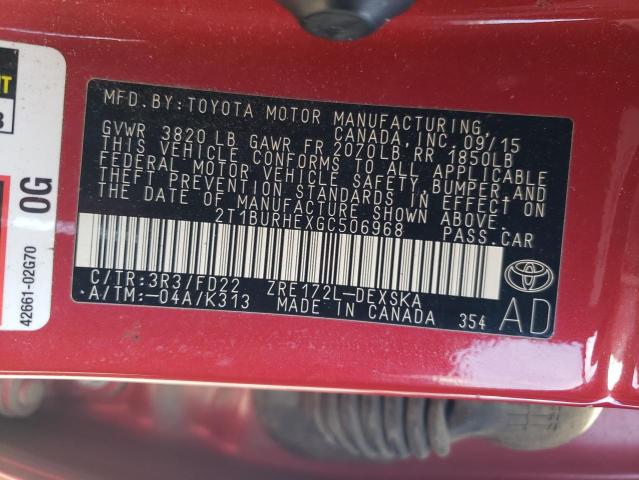 MFD.BY:TOYOTA MOTOR MANUFACTURING,
CANADA,INC.09/15
GVWR 3820 LB GAWR FR 2070LB RR 1850LB
THIS VEHICLE CONFORMS TO ALL APPLICABLE
FEDERAL MOTOR VEHICLE SAFETY,BUMPER,AND
THEFT PREVENTION STANDARDS IN EFFECT ON
THE DATE OF MANUFACTURE SHOWN ABOVE.
2T1BURHEXGC506968 PASS.CAR
C/TR:3R3/FD22 ZRE172L-DEXSKA
A/TM:-04A/K313 MADE IN CANADA 354
TOYOTA
AD
0G
42661-02G70